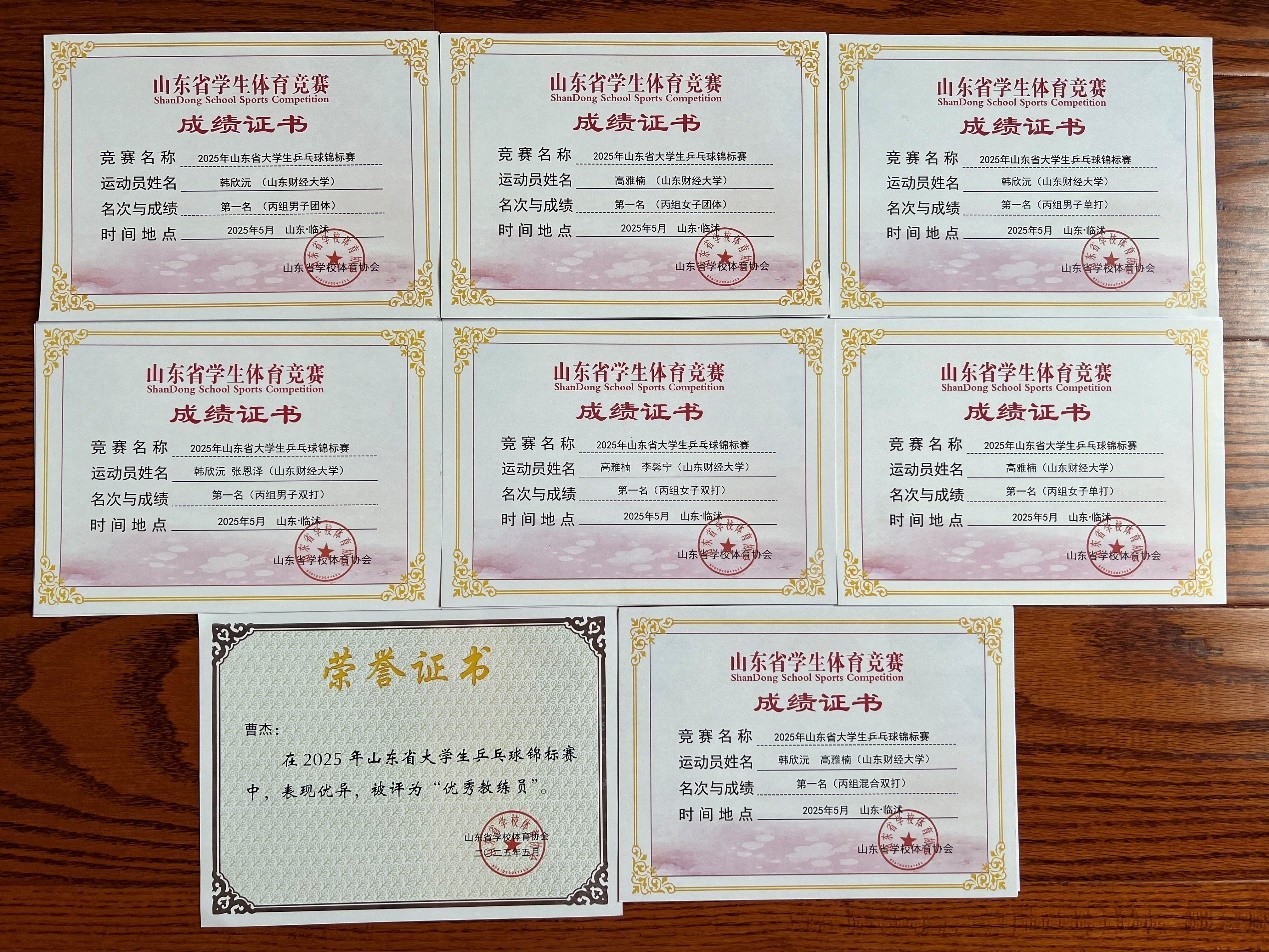 山东省学生体育竞赛
ShanDong School Sports Competition
成绩证书
竞赛名称 2025年山东省大学生乒乓球锦标赛
运动员姓名 韩欣沅 （山东财经大学）
名次与成绩 第一名 （丙组男子团体）
时间地点 2025年5月 山东·临沭
山东省学校体育协会
山东省学生体育竞赛
ShanDong School Sports Competition
成绩证书
竞赛名称 2025年山东省大学生乒乓球锦标赛
运动员姓名 高雅楠 （山东财经大学）
名次与成绩 第一名 （丙组女子团体）
时间地点 2025年5月 山东·临沭
山东省学校体育协会
山东省学生体育竞赛
ShanDong School Sports Competition
成绩证书
竞赛名称 2025年山东省大学生乒乓球锦标赛
运动员姓名 韩欣沅（山东财经大学）
名次与成绩 第一名（丙组男子单打）
时间地点 2025年5月 山东·临沭
山东省学校体育协会
山东省学生体育竞赛
ShanDong School Sports Competition
成绩证书
竞赛名称 2025年山东省大学生乒乓球锦标赛
运动员姓名 韩欣沅 张恩泽（山东财经大学）
名次与成绩 第一名（丙组男子双打）
时间地点 2025年5月 山东·临沭
山东省学校体育协会
山东省学生体育竞赛
ShanDong School Sports Competition
成绩证书
竞赛名称 2025年山东省大学生乒乓球锦标赛
运动员姓名 高雅楠 李馨宁（山东财经大学）
名次与成绩 第一名（丙组女子双打）
时间地点 2025年5月 山东·临沭
山东省学校体育协会
山东省学生体育竞赛
ShanDong School Sports Competition
成绩证书
竞赛名称 2025年山东省大学生乒乓球锦标赛
运动员姓名 高雅楠（山东财经大学）
名次与成绩 第一名（丙组女子单打）
时间地点 2025年5月 山东·临沭
山东省学校体育协会
荣誉证书
曹杰：
在2025年山东省大学生乒乓球锦标赛
中，表现优异，被评为“优秀教练员”。
山东省学校体育协会
二〇二五年五月
山东省学生体育竞赛
ShanDong School Sports Competition
成绩证书
竞赛名称 2025年山东省大学生乒乓球锦标赛
运动员姓名 韩欣沅 高雅楠（山东财经大学）
名次与成绩 第一名（丙组混合双打）
时间地点 2025年5月 山东·临沭
山东省学校体育协会